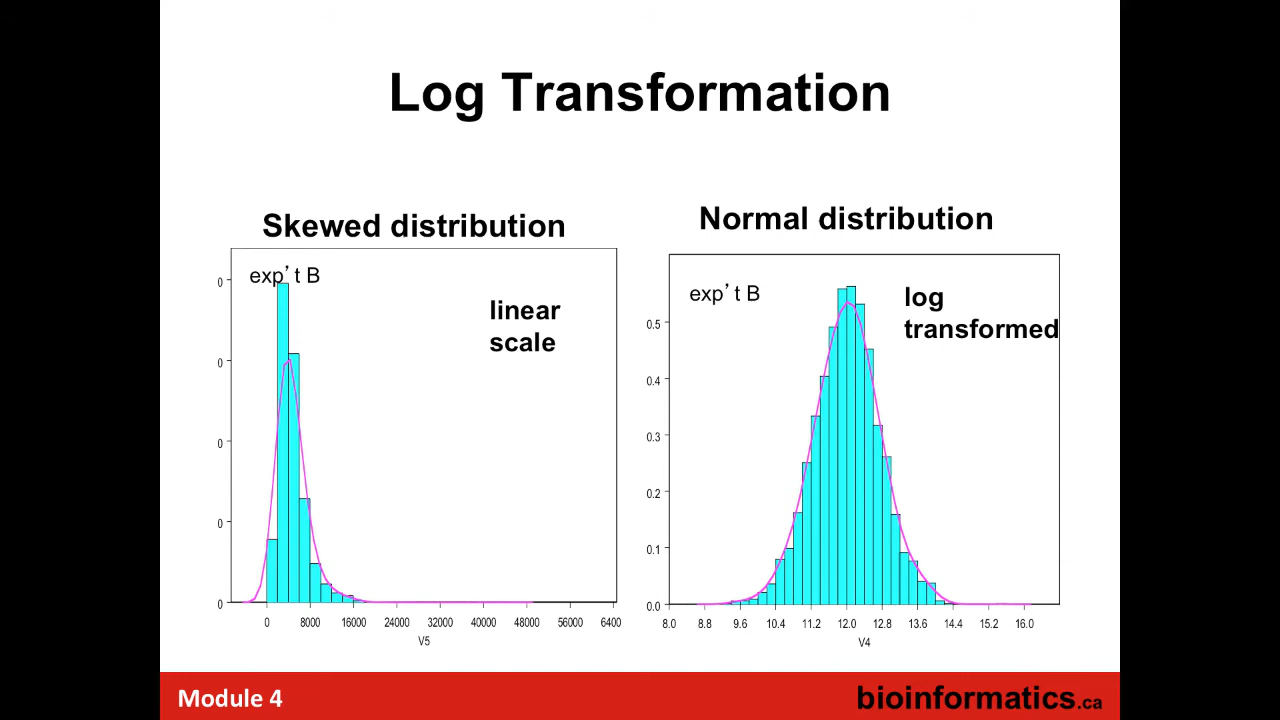 Log Transformation
Skewed distribution
exp’t B
linear
scale
0
0
0
0
0
0 8000 16000 24000 32000 40000 48000 56000 6400
V5
Normal distribution
exp’t B
log
transformed
0.5
0.4
0.3
0.2
0.1
0.0
8.0 8.8 9.6 10.4 11.2 12.0 12.8 13.6 14.4 15.2 16.0
V4
Module 4
bioinformatics.ca